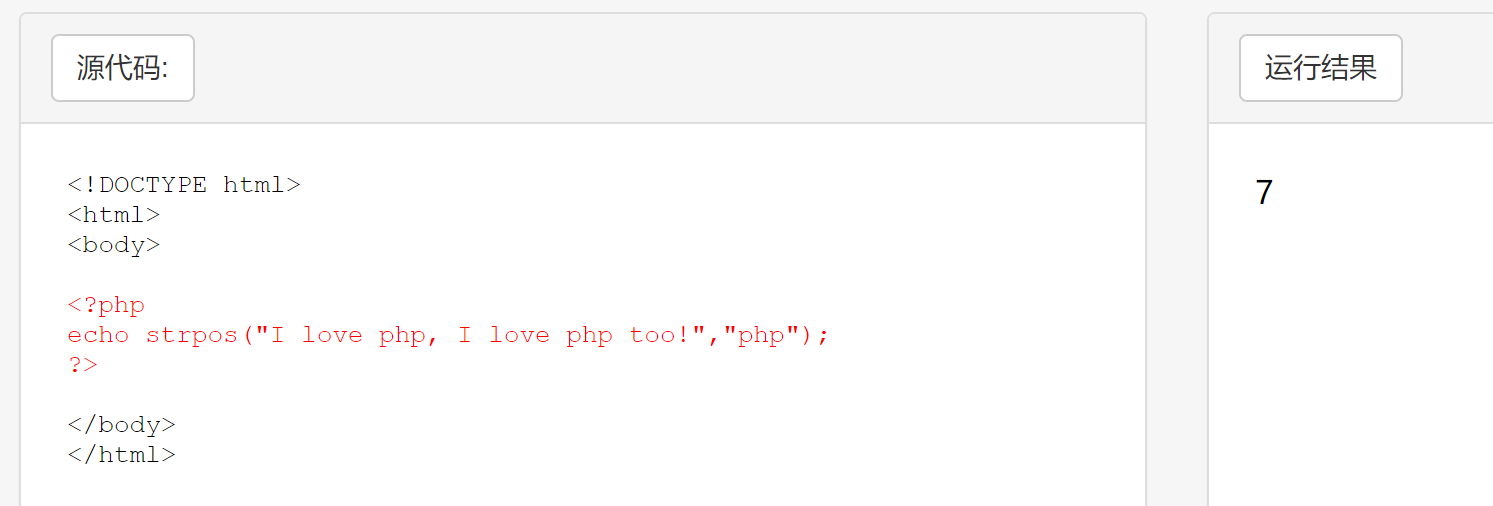 源代码:
<!DOCTYPE html>
<html>
<body>
<?php
echo strpos("I love php, I love php too!","php");
?>
</body>
</html>
运行结果
7